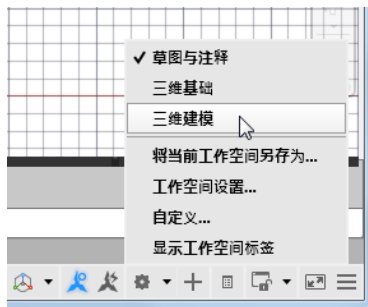 草图与注释
三维基础
三维建模
将当前工作空间另存为...
工作空间设置...
自定义...
显示工作空间标签